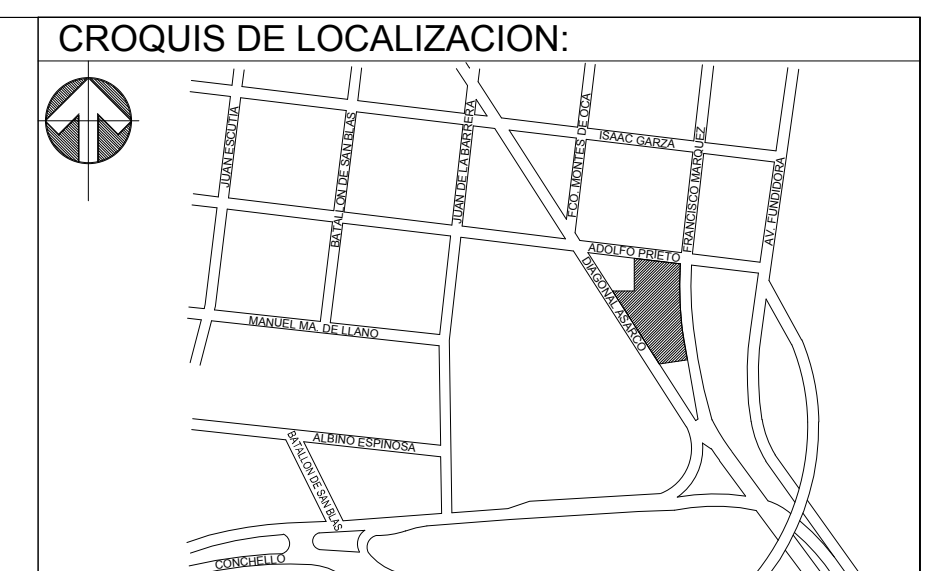 CROQUIS DE LOCALIZACION:
JUAN ESCUTIA
BATALLON DE SAN BLAS
JUAN DE LA BARRERA
FCO. MONTES DE OCA
ISAAC GARZA
FRANCISCO MARQUEZ
AV. FUNDIDORA
ADOLFO PRIETO
DIAGONAL ASARCO
MANUEL MA. DE LLANO
ALBINO ESPINOSA
BATALLON DE SAN BLAS
CONCHELLO